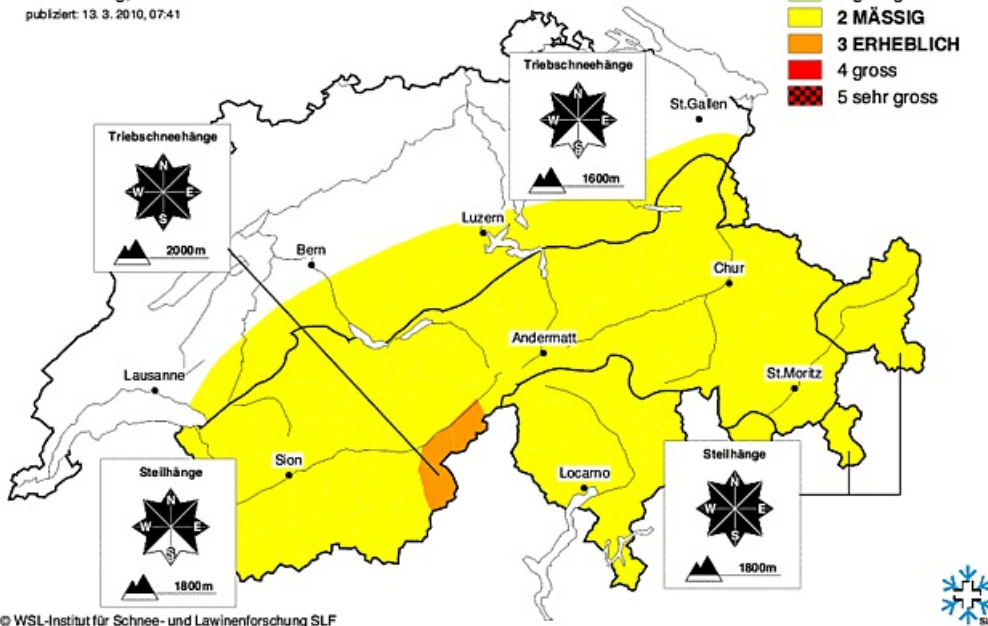 publiziert: 13. 3. 2010, 07:41
2 MÄSSIG
3 ERHEBLICH
4 gross
5 sehr gross
Triebschneehänge
N
W E
S
1600m
St.Gallen
Triebschneehänge
N
W E
S
2000m
Luzern
Bern
Chur
Andermatt
Lausanne
St.Moritz
Sion
Locarno
Steilhänge
N
W E
S
1800m
Steilhänge
N
W E
S
1800m
© WSL-Institut für Schnee- und Lawinenforschung SLF